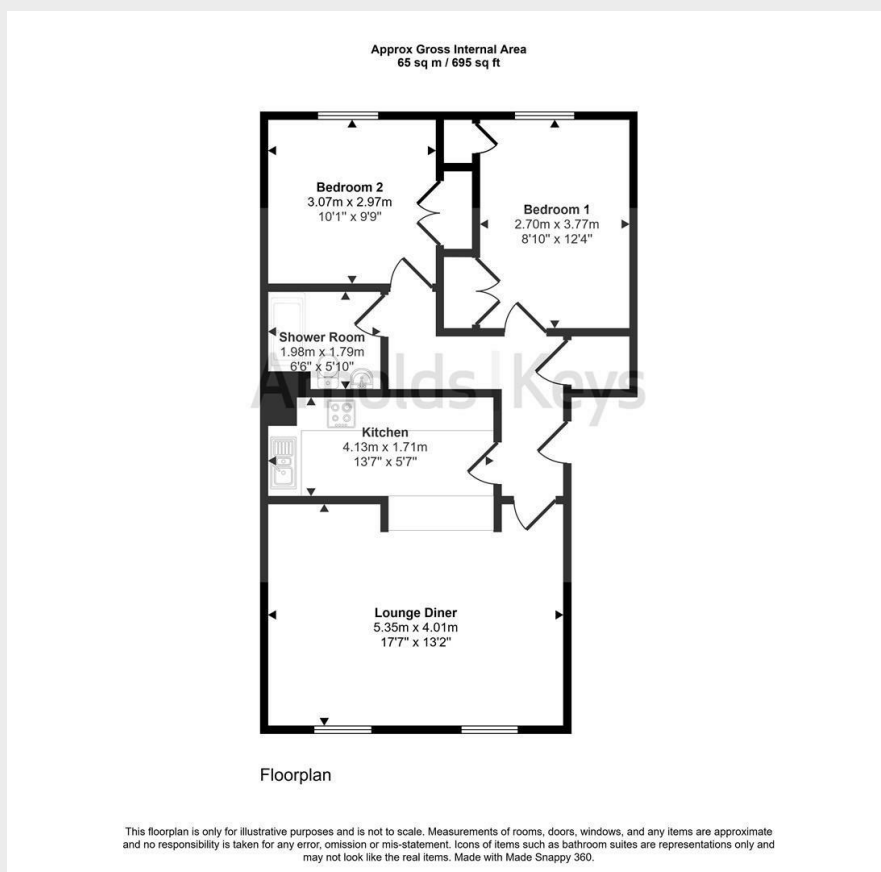 Approx Gross Internal Area
65 sq m / 695 sq ft
Bedroom 2
3.07m x 2.97m
10'1" x 9'9"
Bedroom 1
2.70m x 3.77m
8'10" x 12'4"
Shower Room
1.98m x 1.79m
6'6" x 5'10"
Arnolds | Keys
Kitchen
4.13m x 1.71m
13'7" x 5'7"
Lounge Diner
5.35m x 4.01m
17'7" x 13'2"
Floorplan
This floorplan is only for illustrative purposes and is not to scale. Measurements of rooms, doors, windows, and any items are approximate
and no responsibility is taken for any error, omission or mis-statement. Icons of items such as bathroom suites are representations only and
may not look like the real items. Made with Made Snappy 360.